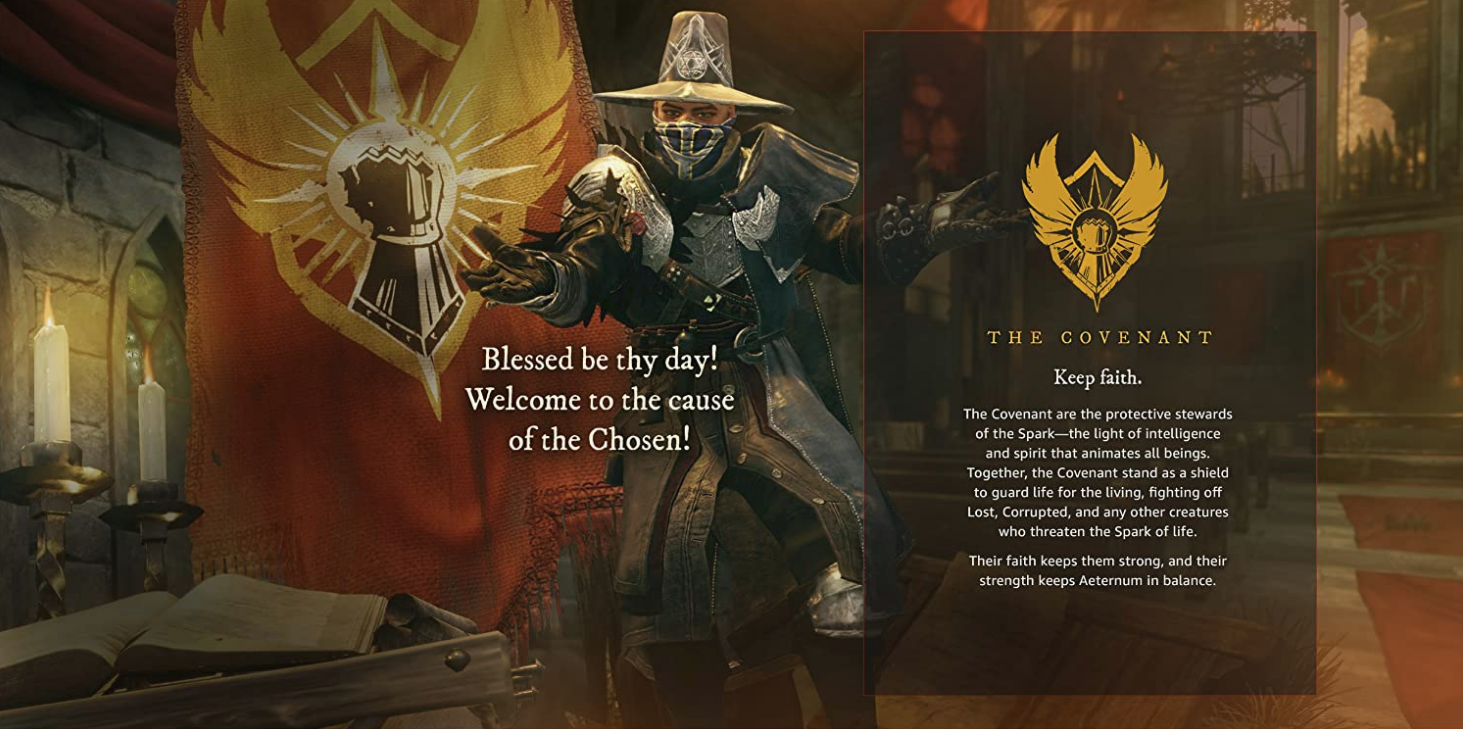 Blessed be thy day!
Welcome to the cause
of the Chosen!
THE COVENANT
Keep faith.
The Covenant are the protective stewards
of the Spark—the light of intelligence
and spirit that animates all beings.
Together, the Covenant stand as a shield
to guard life for the living, fighting off
Lost, Corrupted, and any other creatures
who threaten the Spark of life.
Their faith keeps them strong, and their
strength keeps Aeternum in balance.